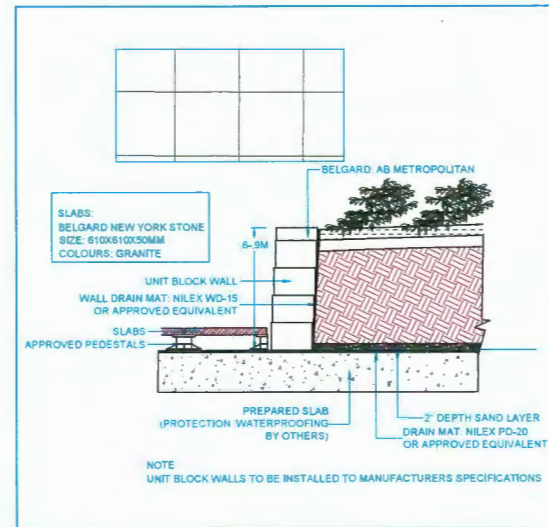 BELGARD: AB METROPOLITAN
SLABS:
BELGARD NEW YORK STONE
SIZE: 610X610X50MM
COLOURS: GRANITE
.6-.9M
UNIT BLOCK WALL
WALL DRAIN MAT: NILEX WD-15
OR APPROVED EQUIVALENT
SLABS
APPROVED PEDESTALS
PREPARED SLAB
(PROTECTION WATERPROOFING
BY OTHERS)
2" DEPTH SAND LAYER
DRAIN MAT: NILEX PD-20
OR APPROVED EQUIVALENT
NOTE
UNIT BLOCK WALLS TO BE INSTALLED TO MANUFACTURERS SPECIFICATIONS